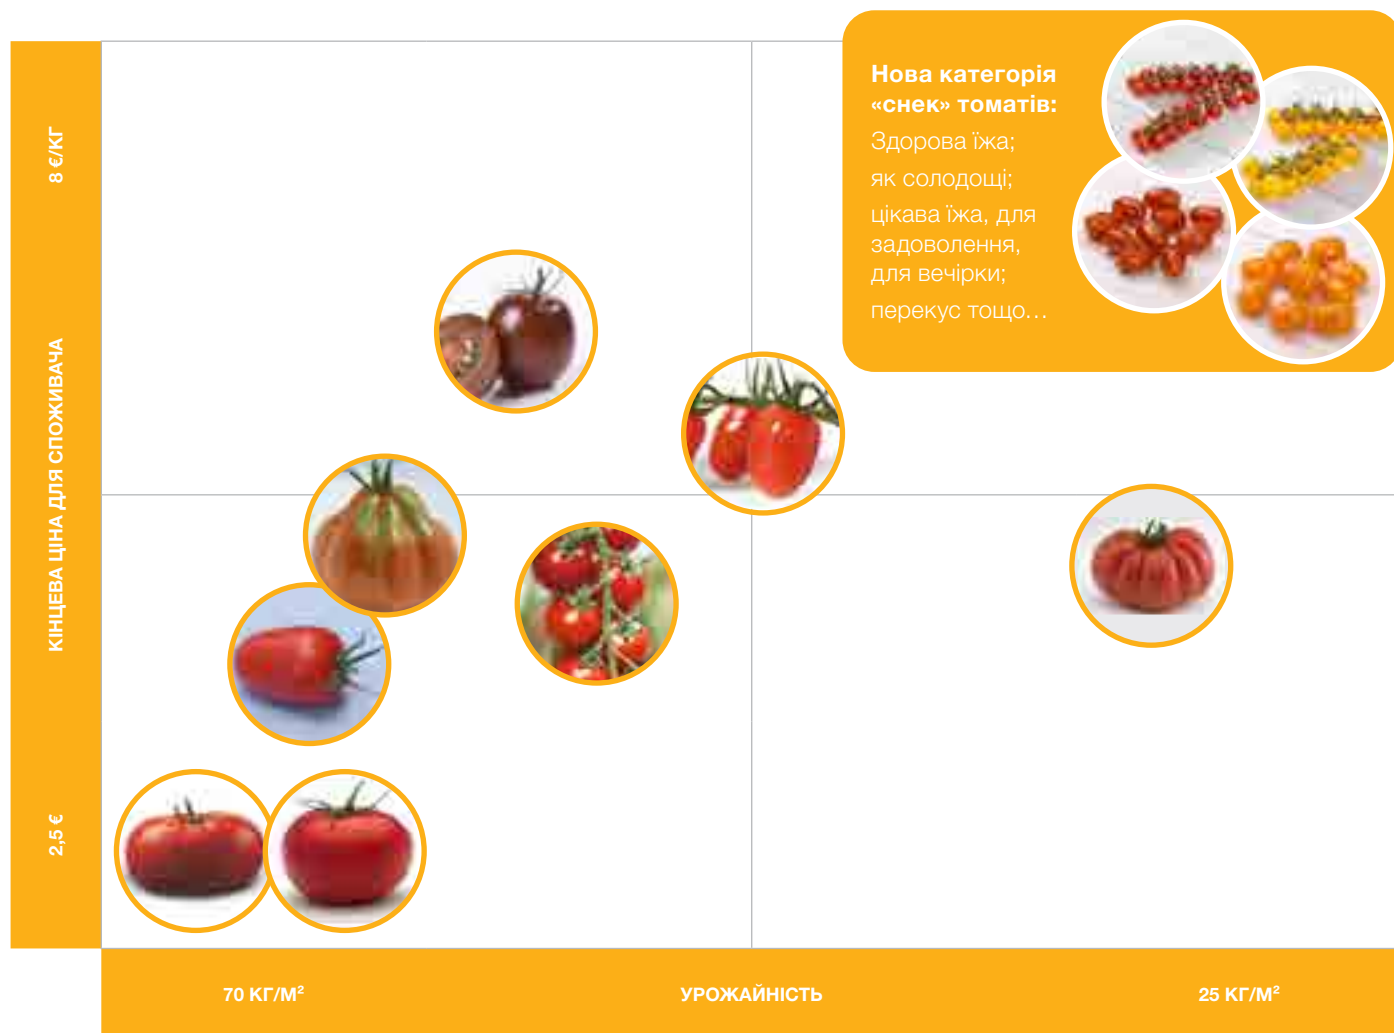 8 €/КГ
КІНЦЕВА ЦІНА ДЛЯ СПОЖИВАЧА
2,5 €
Нова категорія
«снек» томатів:
Здорова їжа;
як солодощі;
цікава їжа, для
задоволення,
для вечірки;
перекус тощо…
70 КГ/М²
УРОЖАЙНІСТЬ
25 КГ/М²